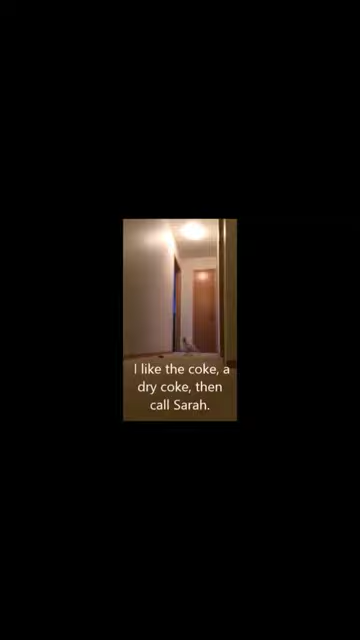 I like the coke, a
dry coke, then
call Sarah.